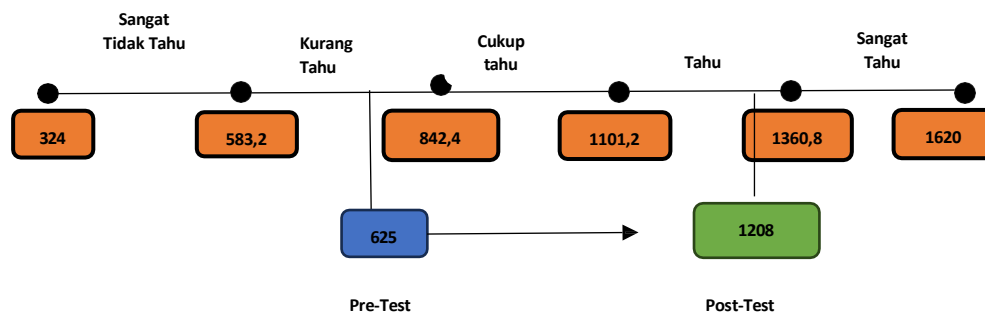 Sangat
Tidak Tahu
Kurang
Tahu
Cukup
tahu
Tahu
Sangat
Tahu
324
583,2
842,4
1101,2
1360,8
1620
625
1208
Pre-Test
Post-Test